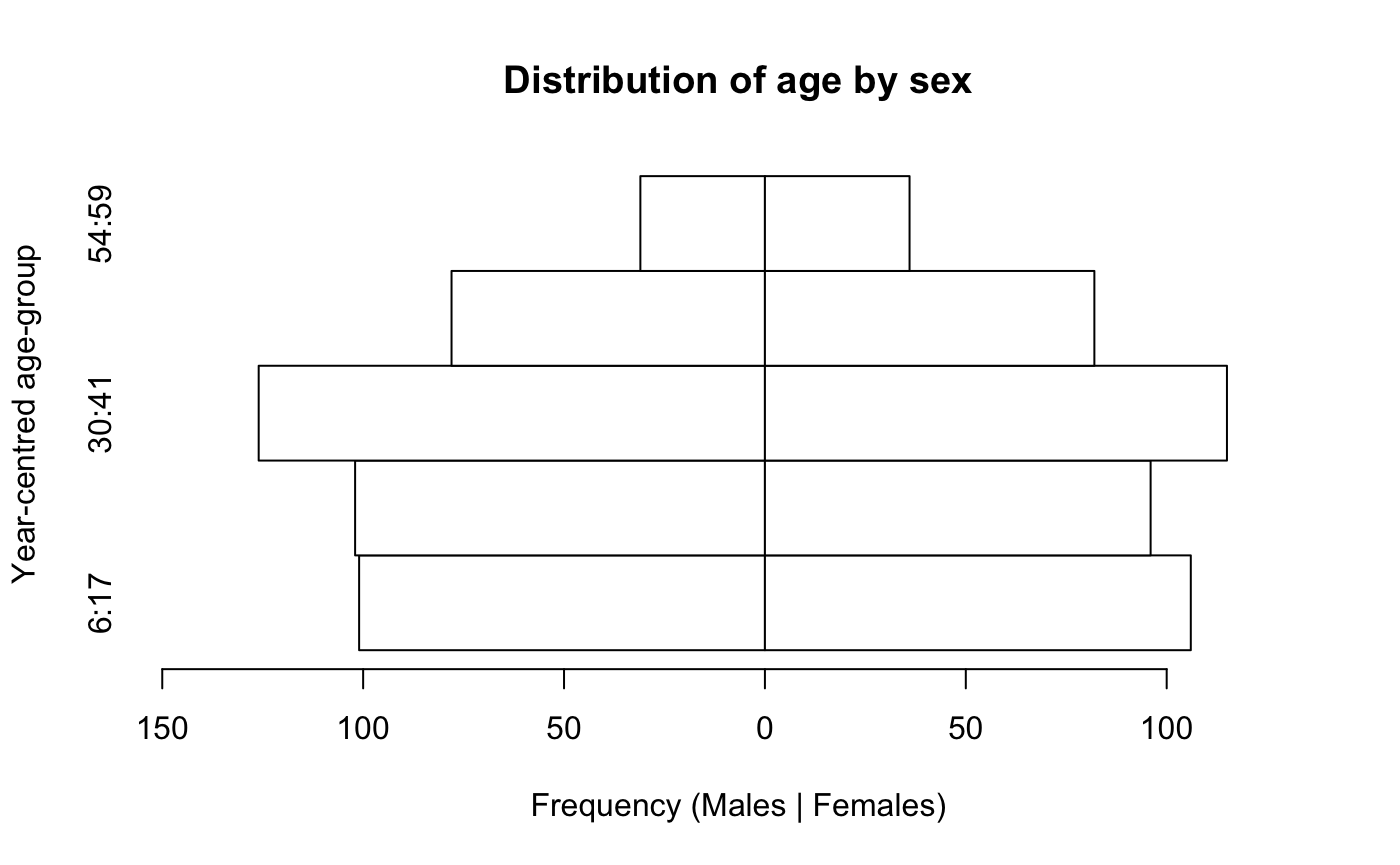 Distribution of age by sex
Year-centred age-group
54:59
30:41
6:17
150 100 50 0 50 100
Frequency (Males | Females)